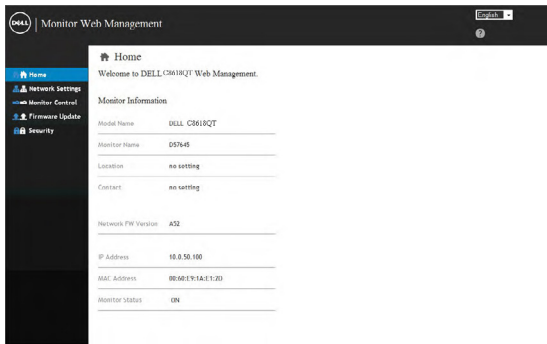 DELL | Monitor Web Management
English
Home
Network Settings
Monitor Control
Firmware Update
Security
Home
Welcome to DELL C8618QT Web Management.
Monitor Information
Model Name DELL C8618QT
Monitor Name D57645
Location no setting
Contact no setting
Network FW Version A52
IP Address 10.0.50.100
MAC Address 00:60:E9:1A:E1:2D
Monitor Status ON